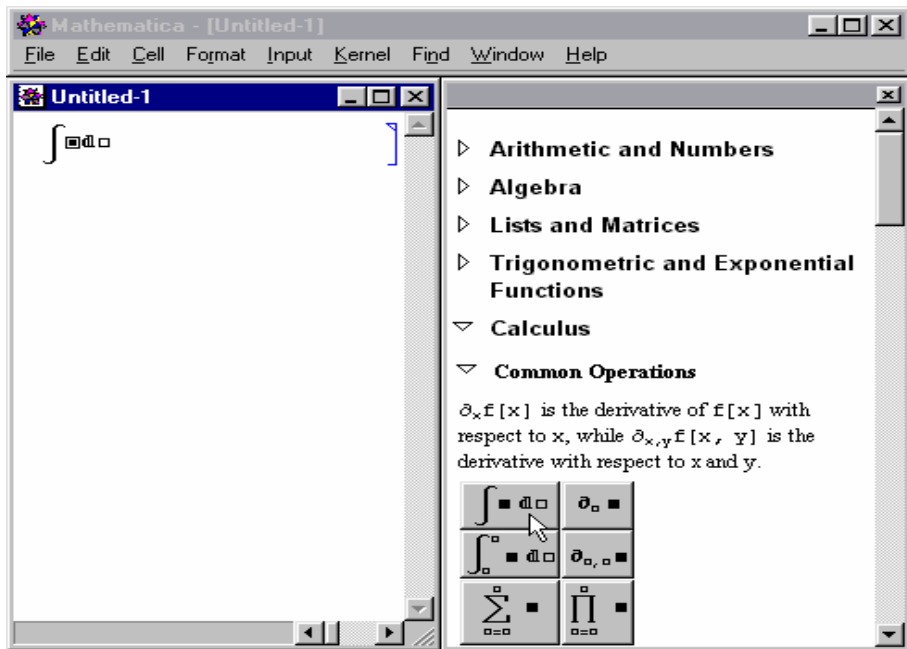 Mathematica - [Untitled-1]
File Edit Cell Format Input Kernel Find Window Help
Untitled-1
∫■ⅆ□
▷ Arithmetic and Numbers
▷ Algebra
▷ Lists and Matrices
▷ Trigonometric and Exponential
Functions
▽ Calculus
▽ Common Operations
∂ₓf[x] is the derivative of f[x] with
respect to x, while ∂x,y f[x, y] is the
derivative with respect to x and y.
∫■ ⅆ□ ∂□ ■
∫□□ ■ ⅆ□ ∂□,□ ■
∑□□=□ ■ ∏□□=□ ■